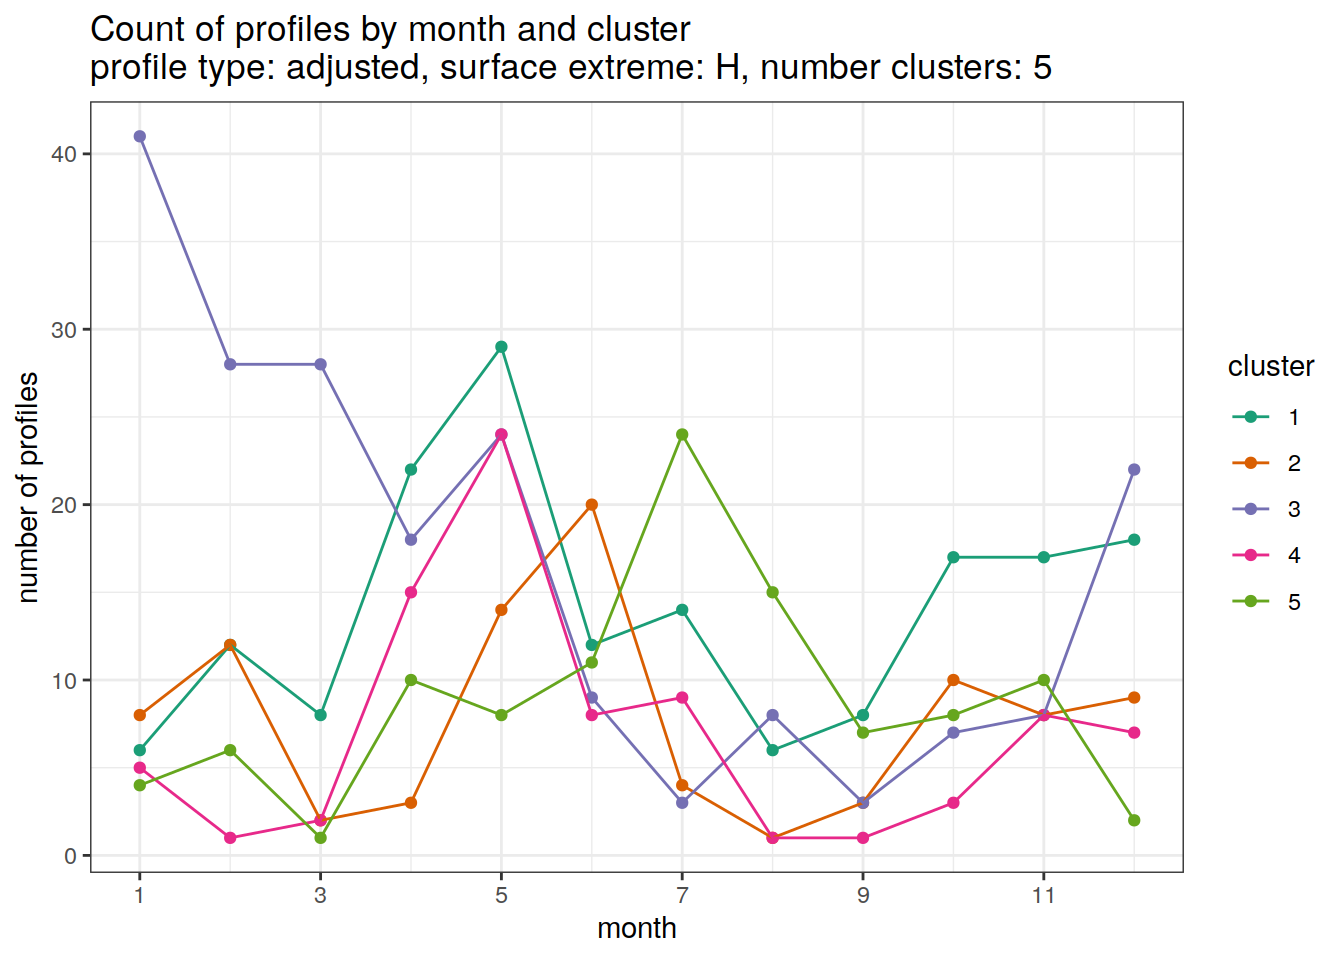 Count of profiles by month and cluster
profile type: adjusted, surface extreme: H, number clusters: 5
40
30
20
10
0
number of profiles
1 3 5 7 9 11
month
cluster
1
2
3
4
5